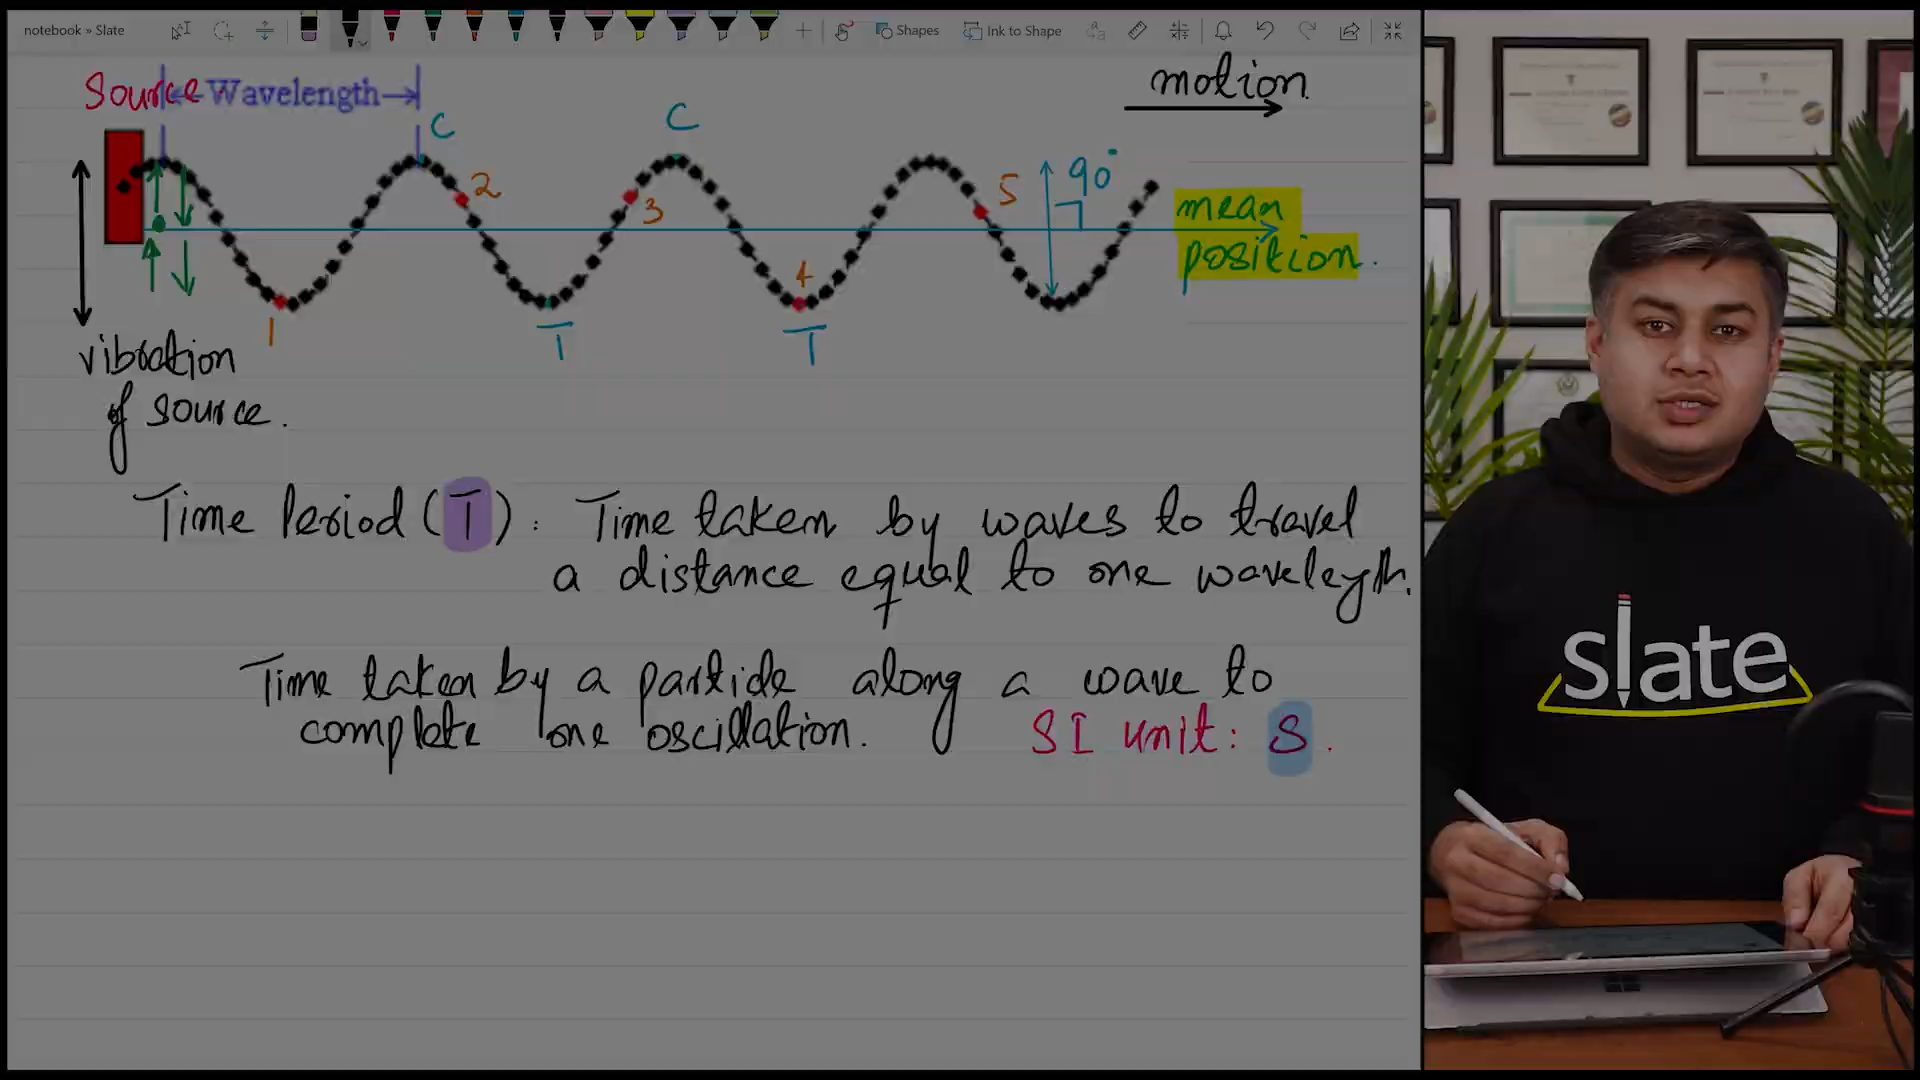 notebook » Slate
Shapes
Ink to Shape
Source
Wavelength
motion
C
C
2
3
4
5
90°
mean
position.
1
T
T
vibration
of source.
Time Period (T): Time taken by waves to travel
a distance equal to one wavelegth.
Time taken by a particle along a wave to
complete one oscillation.
SI unit: S.
slate